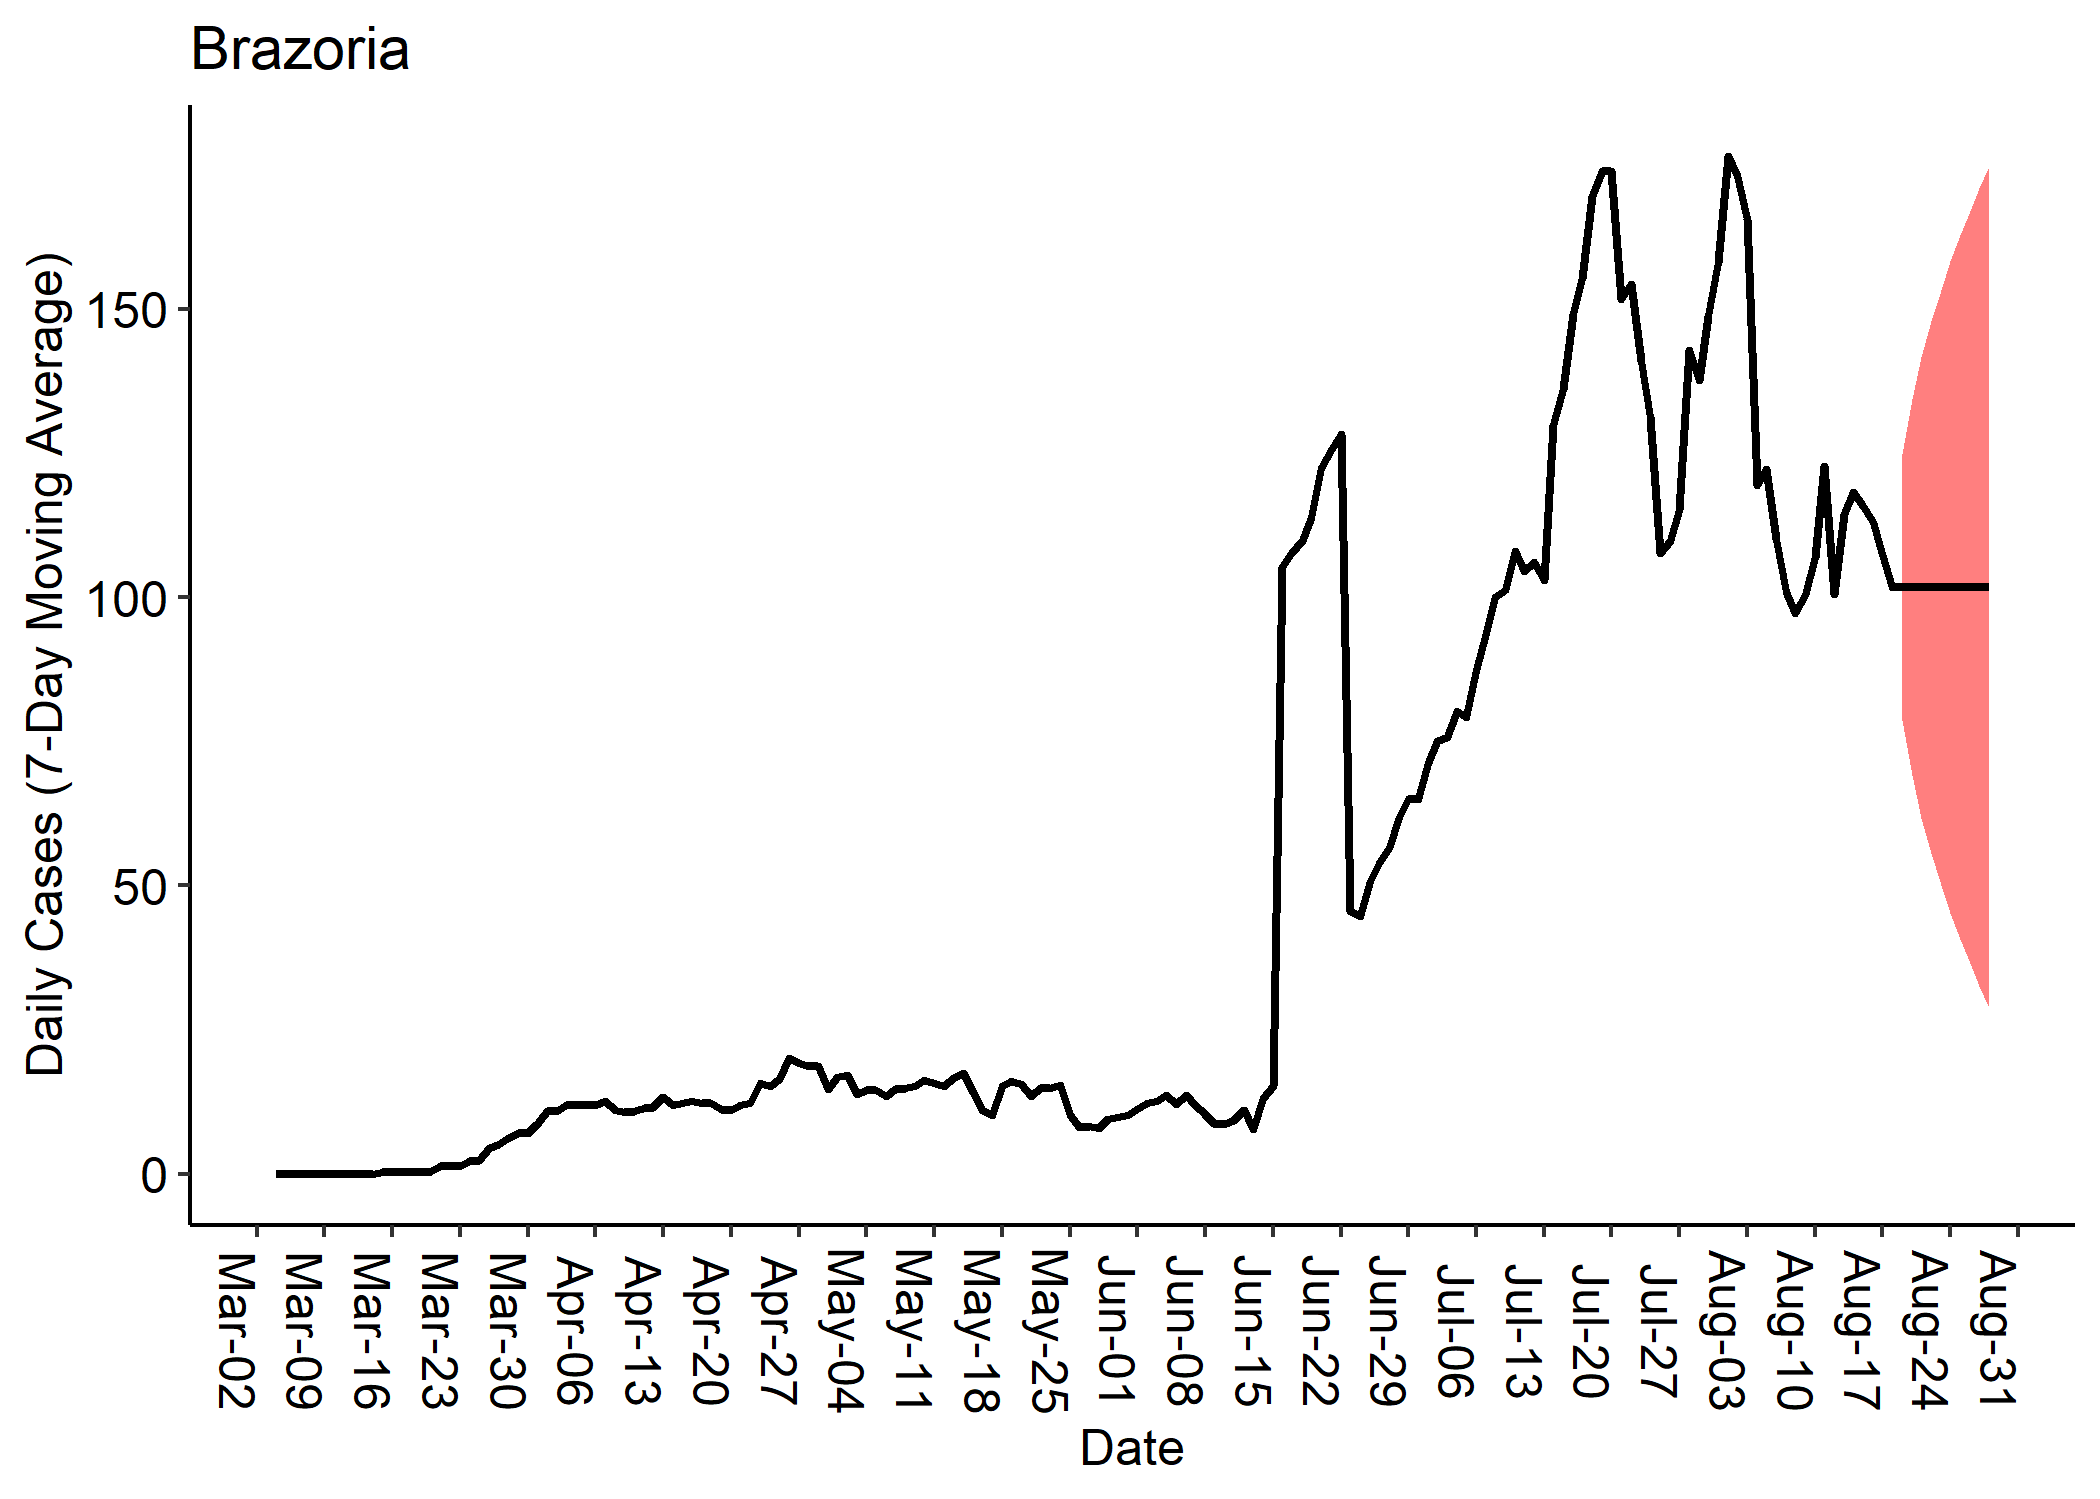 Brazoria
Daily Cases (7-Day Moving Average)
150
100
50
0
Mar-02
Mar-09
Mar-16
Mar-23
Mar-30
Apr-06
Apr-13
Apr-20
Apr-27
May-04
May-11
May-18
May-25
Jun-01
Jun-08
Jun-15
Jun-22
Jun-29
Jul-06
Jul-13
Jul-20
Jul-27
Aug-03
Aug-10
Aug-17
Aug-24
Aug-31
Date